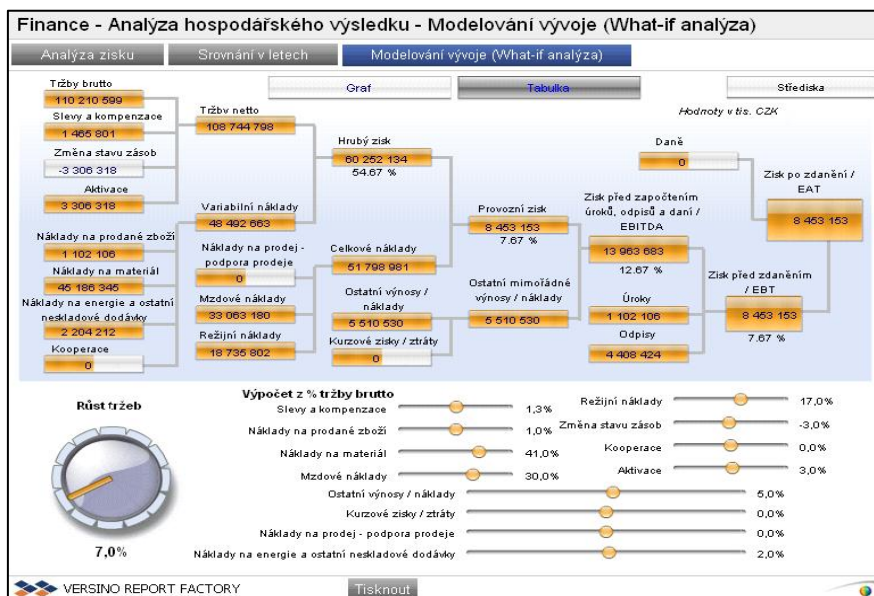 Finance - Analýza hospodářského výsledku - Modelování vývoje (What-if analýza)
Analýza zisku
Srovnání v letech
Modelování vývoje (What-if analýza)
Graf
Tabulka
Střediska
Hodnoty v tis. CZK
Tržby brutto
110 210 599
Slevy a kompenzace
1 465 801
Změna stavu zásob
-3 306 318
Aktivace
3 306 318
Náklady na prodané zboží
1 102 106
Náklady na materiál
45 186 345
Náklady na energie a ostatní
neskladové dodávky
2 204 212
Kooperace
0
Tržby netto
108 744 798
Variabilní náklady
48 492 663
Náklady na prodej -
podpora prodeje
0
Mzdové náklady
33 063 180
Režijní náklady
18 735 802
Hrubý zisk
60 252 134
54.67 %
Celkové náklady
51 798 981
Ostatní výnosy /
náklady
5 510 530
Kurzové zisky / ztráty
0
Provozní zisk
8 453 153
7.67 %
Ostatní mimořádné
výnosy / náklady
5 510 530
Zisk před započtením
úroků, odpisů a daní /
EBITDA
13 963 683
12.67 %
Úroky
1 102 106
Odpisy
4 408 424
Daně
0
Zisk před zdaněním
/ EBT
8 453 153
7.67 %
Zisk po zdanění /
EAT
8 453 153
Růst tržeb
7,0%
Výpočet z % tržby brutto
Slevy a kompenzace 1,3%
Náklady na prodané zboží 1,0%
Náklady na materiál 41,0%
Mzdové náklady 30,0%
Režijní náklady 17,0%
Změna stavu zásob -3,0%
Kooperace 0,0%
Aktivace 3,0%
Ostatní výnosy / náklady 5,0%
Kurzové zisky / ztráty 0,0%
Náklady na prodej - podpora prodeje 0,0%
Náklady na energie a ostatní neskladové dodávky 2,0%
VERSINO REPORT FACTORY
Tisknout